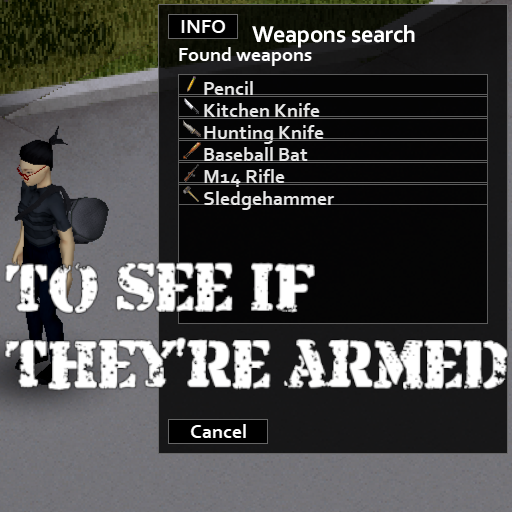 INFO
Weapons search
Found weapons
Pencil
Kitchen Knife
Hunting Knife
Baseball Bat
M14 Rifle
Sledgehammer
TO SEE IF
THEY'RE ARMED
Cancel